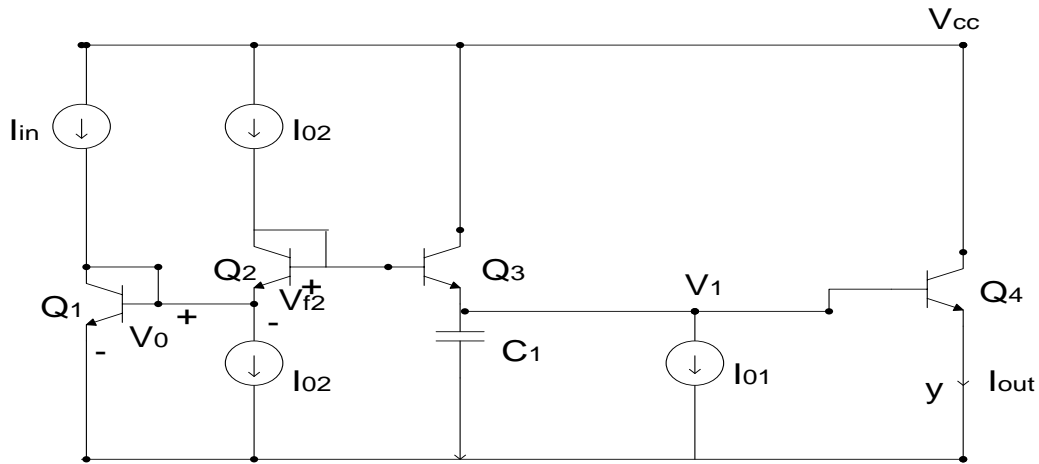 Vcc
Iin
I02
Q2
Q3
V1
Q4
Q1
+
Vf2
+
V0
-
-
C1
I02
I01
y
Iout